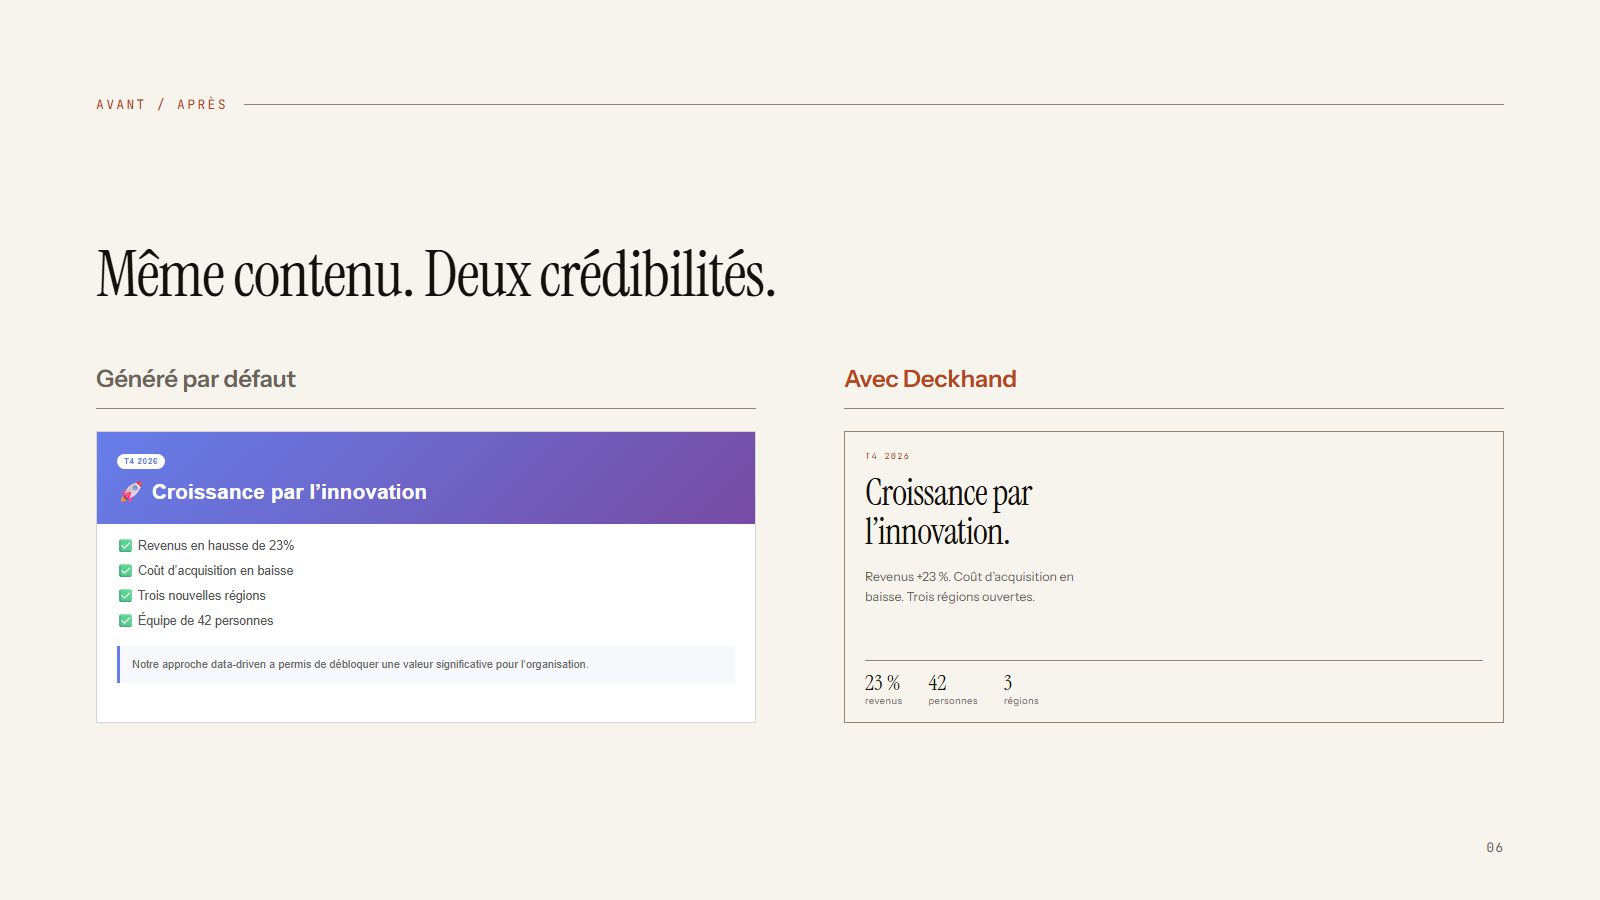 AVANT / APRÈS
Même contenu. Deux crédibilités.
Généré par défaut
T4 2026
🚀 Croissance par l’innovation
✅ Revenus en hausse de 23%
✅ Coût d’acquisition en baisse
✅ Trois nouvelles régions
✅ Équipe de 42 personnes
Notre approche data-driven a permis de débloquer une valeur significative pour l’organisation.
Avec Deckhand
T4 2026
Croissance par
l’innovation.
Revenus +23 %. Coût d’acquisition en
baisse. Trois régions ouvertes.
23 % 42 3
revenus personnes régions
06